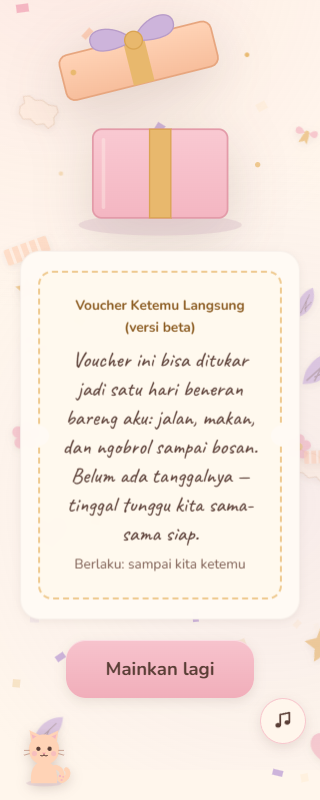 Voucher Ketemu Langsung
(versi beta)
Voucher ini bisa ditukar
jadi satu hari beneran
bareng aku: jalan, makan,
dan ngobrol sampai bosan.
Belum ada tanggalnya —
tinggal tunggu kita sama-
sama siap.
Berlaku: sampai kita ketemu
Mainkan lagi